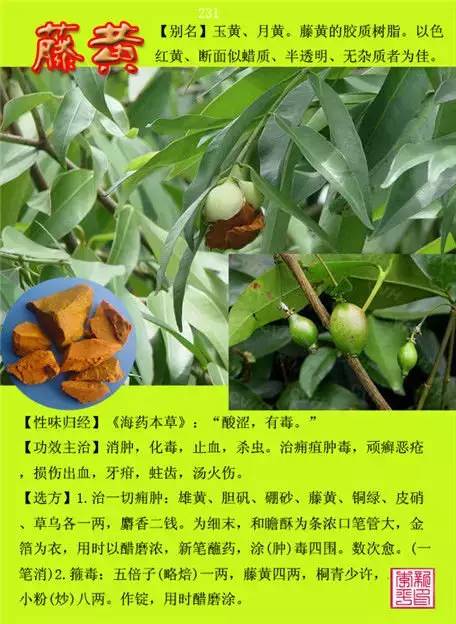 231
藤黄
【别名】玉黄、月黄。藤黄的胶质树脂。以色
红黄、断面似蜡质、半透明、无杂质者为佳。
【性味归经】《海药本草》：“酸涩，有毒。”
【功效主治】消肿，化毒，止血，杀虫。治痈疽肿毒，顽癣恶疮
，损伤出血，牙疳，蛀齿，汤火伤。
【选方】1.治一切痈肿：雄黄、胆矾、硼砂、藤黄、铜绿、皮硝
、草乌各一两，麝香二钱。为细末，和瞻酥为条浓口笔管大，金
箔为衣，用时以醋磨浓，新笔蘸药，涂(肿)毒四围。数次愈。(一
笔消)2.箍毒：五倍子(略焙)一两，藤黄四两，桐青少许，
小粉(炒)八两。作锭，用时醋磨涂。